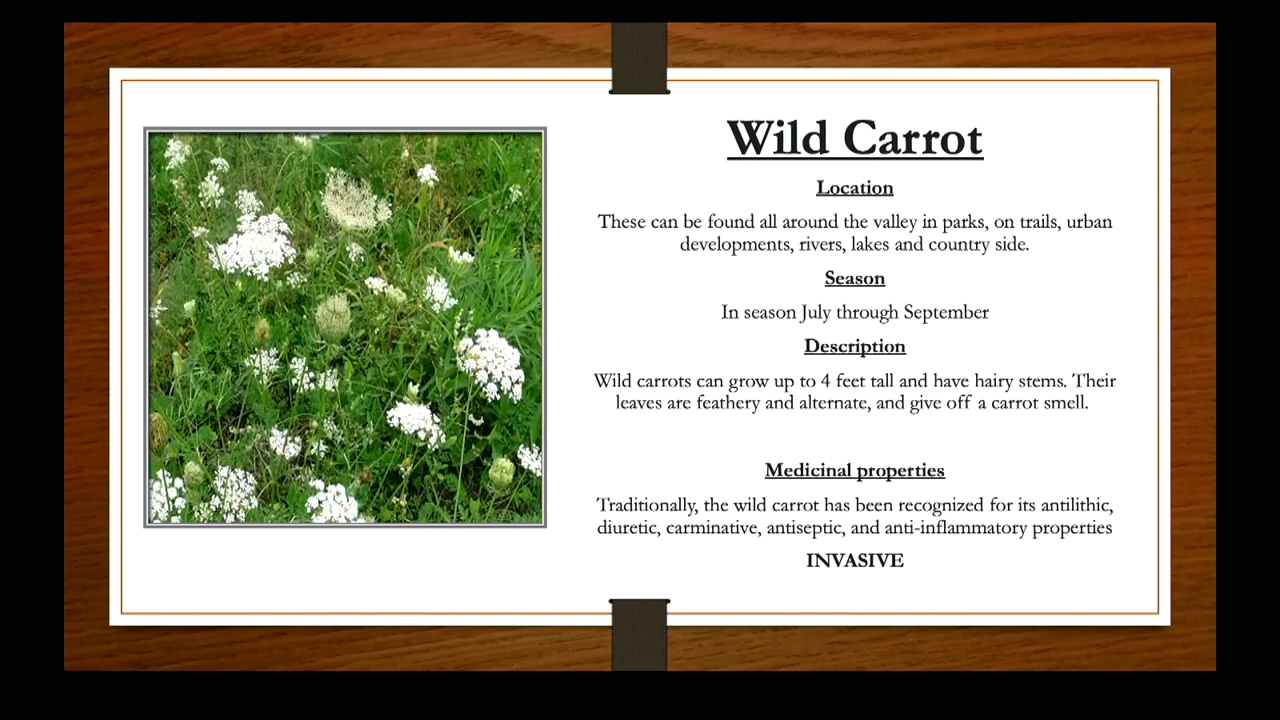 Wild Carrot
Location
These can be found all around the valley in parks, on trails, urban
developments, rivers, lakes and country side.
Season
In season July through September
Description
Wild carrots can grow up to 4 feet tall and have hairy stems. Their
leaves are feathery and alternate, and give off a carrot smell.
Medicinal properties
Traditionally, the wild carrot has been recognized for its antilithic,
diuretic, carminative, antiseptic, and anti-inflammatory properties
INVASIVE